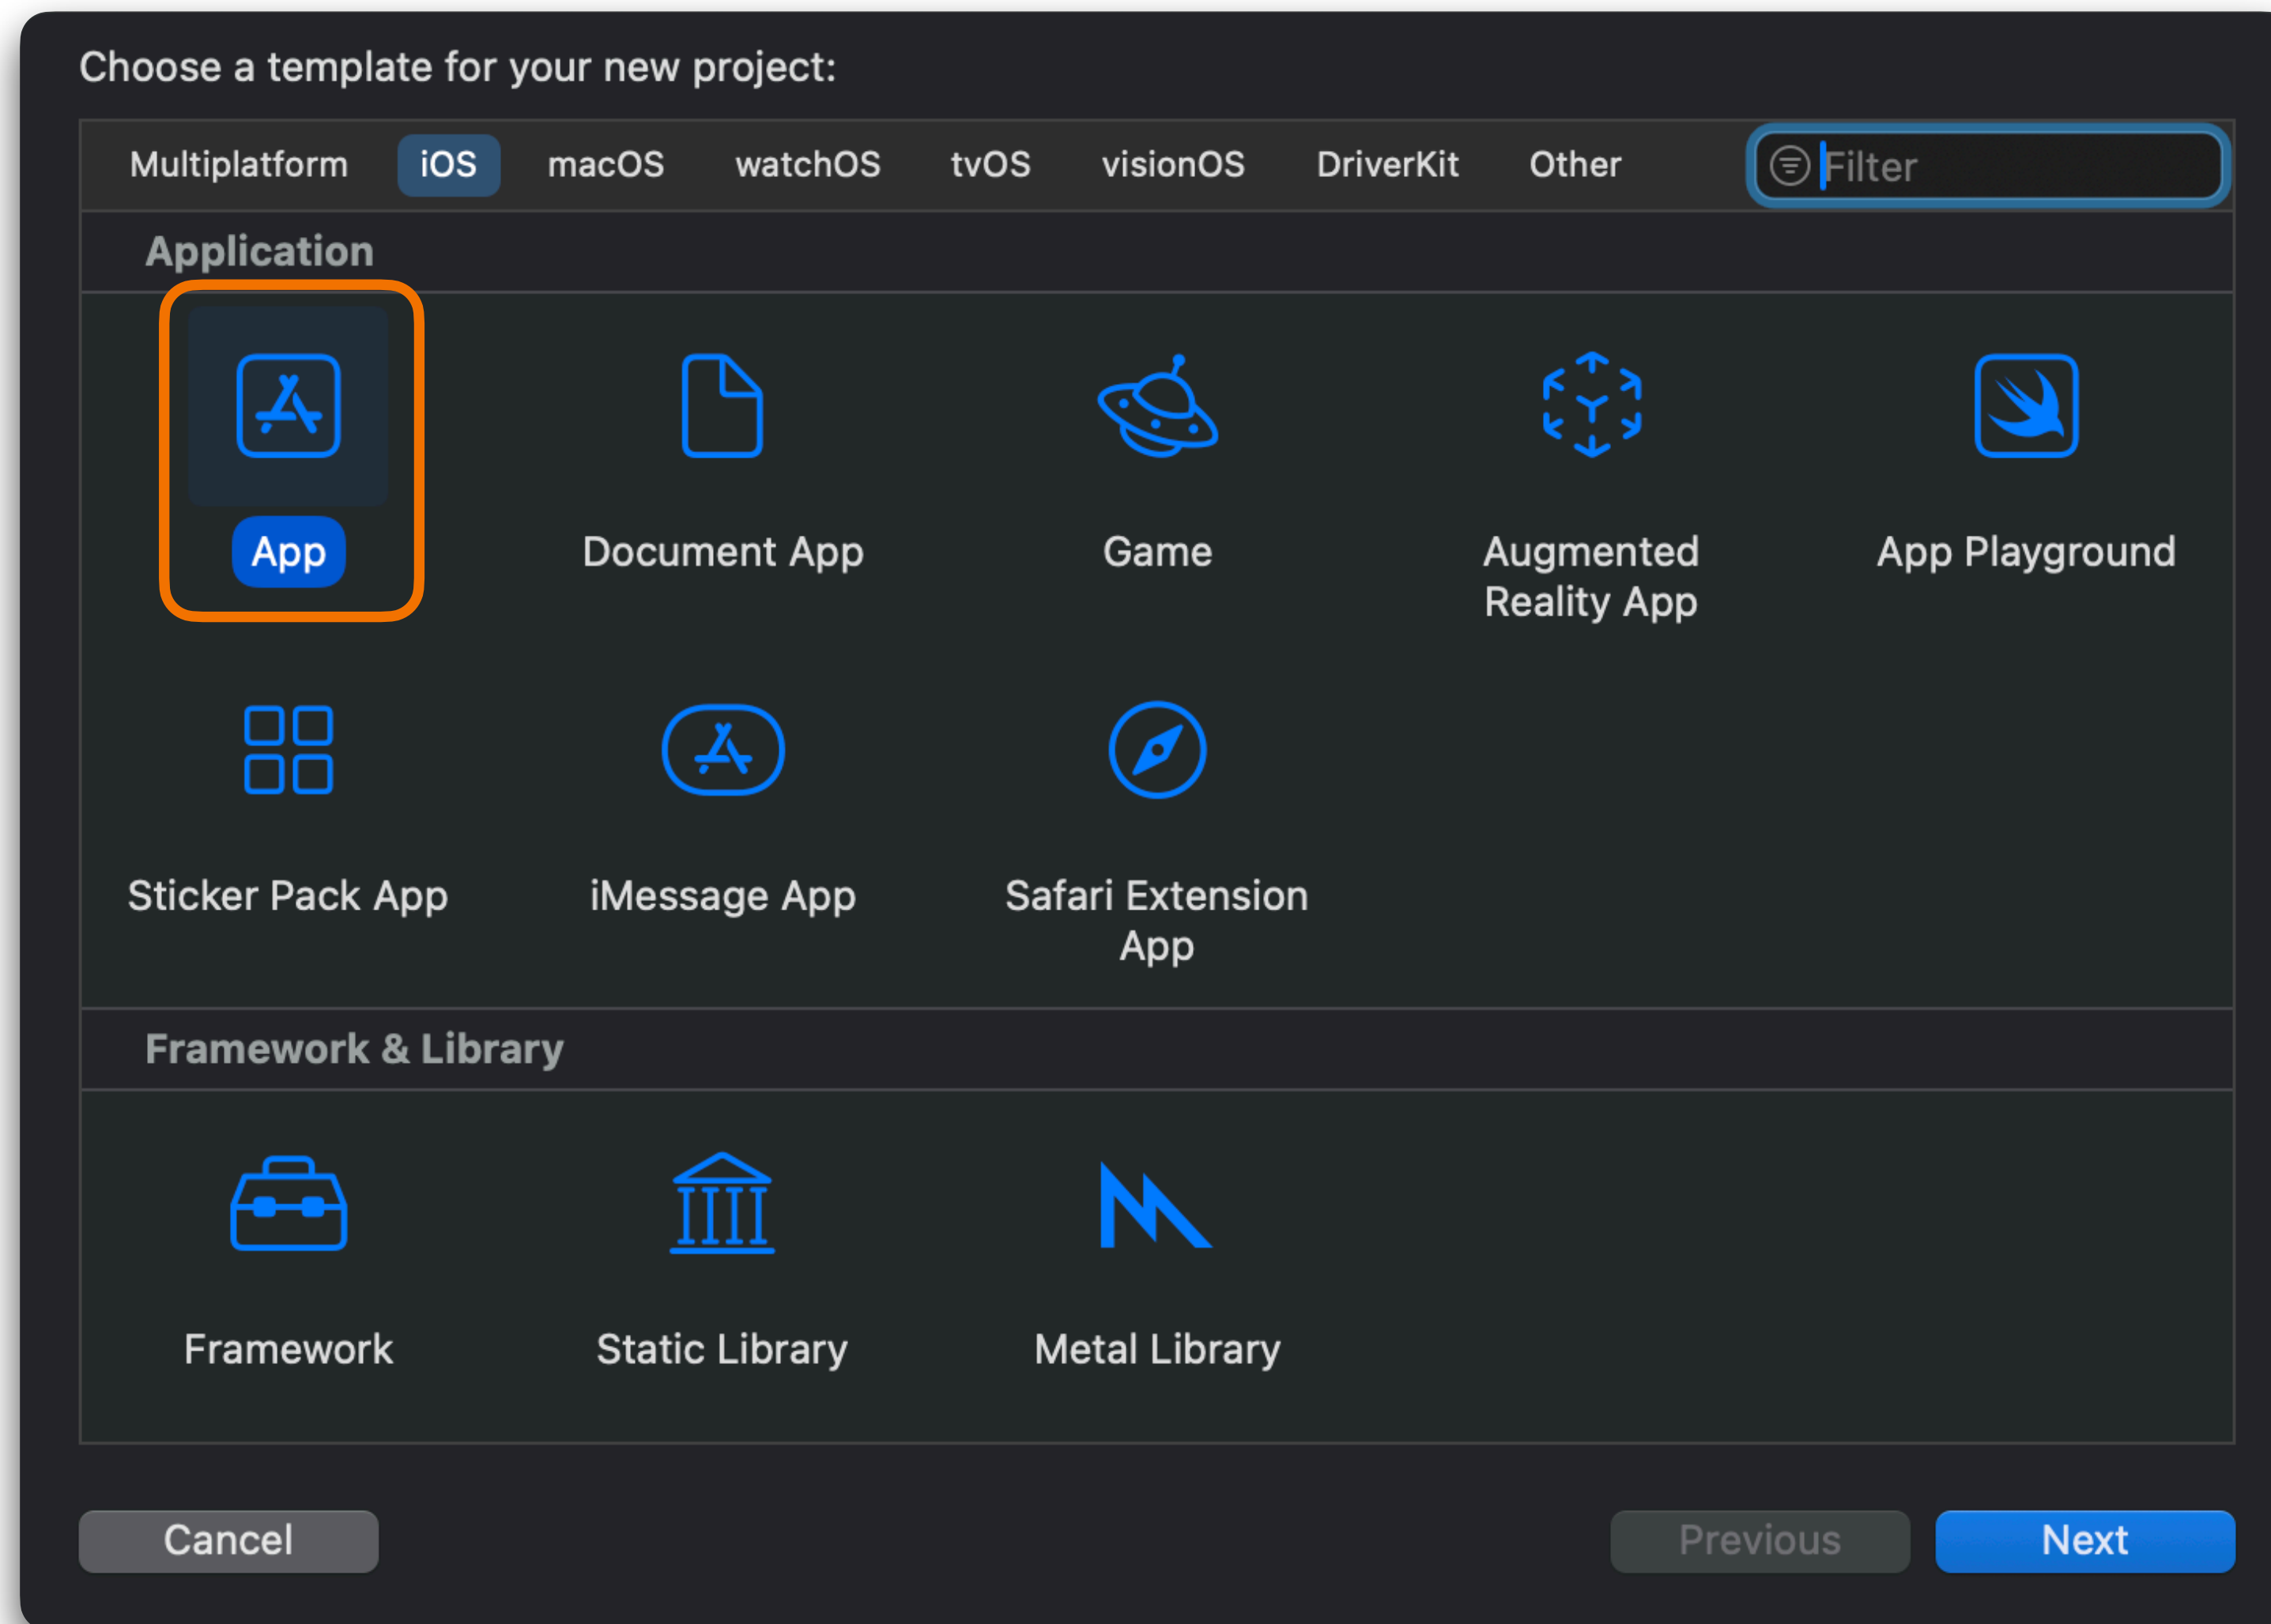 Choose a template for your new project:
Multiplatform iOS macOS watchOS tvOS visionOS DriverKit Other Filter
Application
App Document App Game Augmented Reality App App Playground
Sticker Pack App iMessage App Safari Extension App
Framework & Library
Framework Static Library Metal Library
Cancel Previous Next